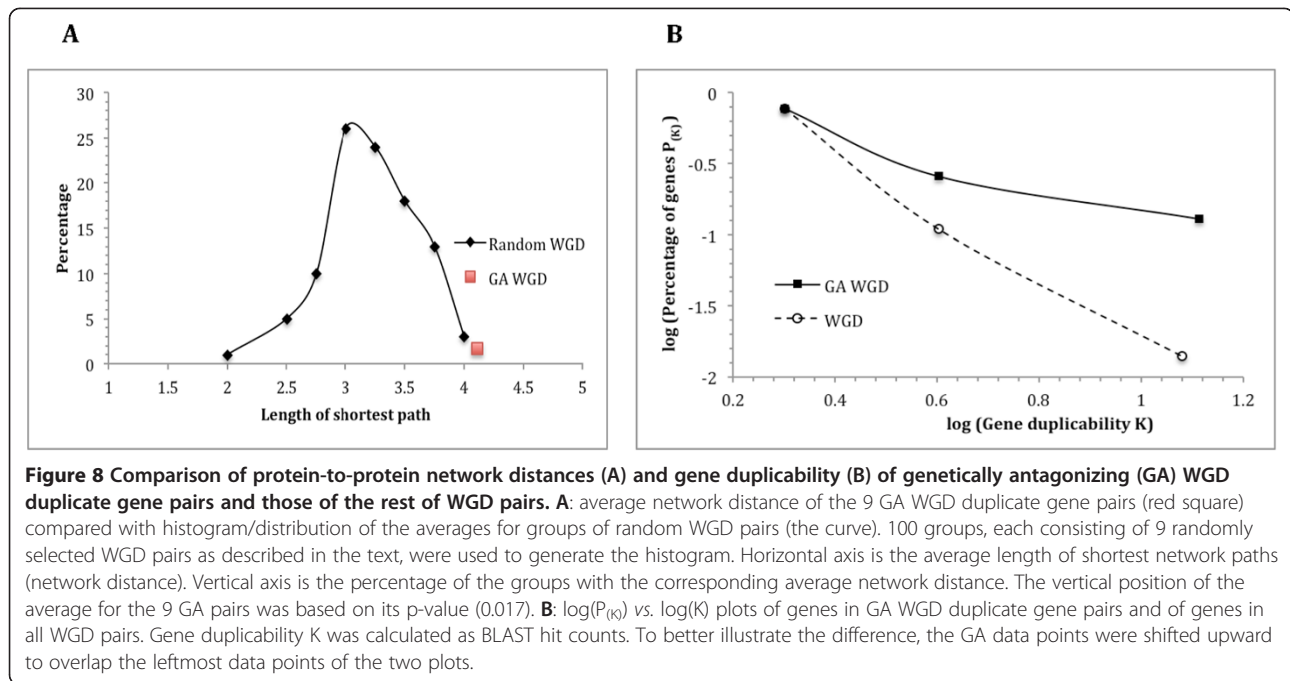 A
B
30
25
20
15
10
5
0
Percentage
1 1.5 2 2.5 3 3.5 4 4.5 5
Length of shortest path
Random WGD
GA WGD
0
-0.5
-1
-1.5
-2
log (Percentage of genes P(K))
0.2 0.4 0.6 0.8 1 1.2
log (Gene duplicability K)
GA WGD
WGD
Figure 8 Comparison of protein-to-protein network distances (A) and gene duplicability (B) of genetically antagonizing (GA) WGD
duplicate gene pairs and those of the rest of WGD pairs. A: average network distance of the 9 GA WGD duplicate gene pairs (red square)
compared with histogram/distribution of the averages for groups of random WGD pairs (the curve). 100 groups, each consisting of 9 randomly
selected WGD pairs as described in the text, were used to generate the histogram. Horizontal axis is the average length of shortest network paths
(network distance). Vertical axis is the percentage of the groups with the corresponding average network distance. The vertical position of the
average for the 9 GA pairs was based on its p-value (0.017). B: log(P(K)) vs. log(K) plots of genes in GA WGD duplicate gene pairs and of genes in
all WGD pairs. Gene duplicability K was calculated as BLAST hit counts. To better illustrate the difference, the GA data points were shifted upward
to overlap the leftmost data points of the two plots.